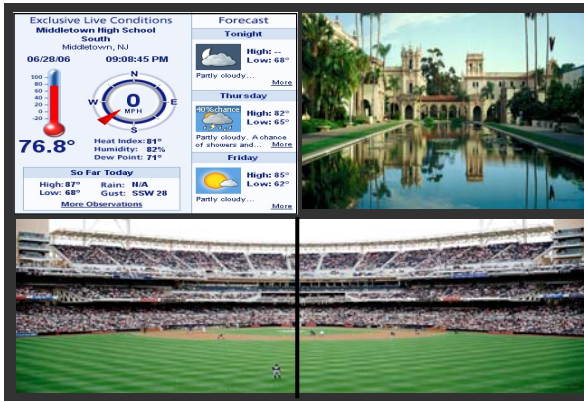 Exclusive Live Conditions
Middletown High School
South
Middletown, NJ
06/28/06 09:08:45 PM
100
80
60
40
20
0
-20
N
W
E
S
0
MPH
76.8°
Heat Index: 81°
Humidity: 82%
Dew Point: 71°
So Far Today
High: 87° Rain: N/A
Low: 68° Gust: SSW 28
More Observations
Forecast
Tonight
High: --
Low: 68°
Partly cloudy...
More
Thursday
40%chance
High: 82°
Low: 65°
Partly cloudy. A chance
of showers and...
More
Friday
High: 85°
Low: 62°
Partly cloudy...
More